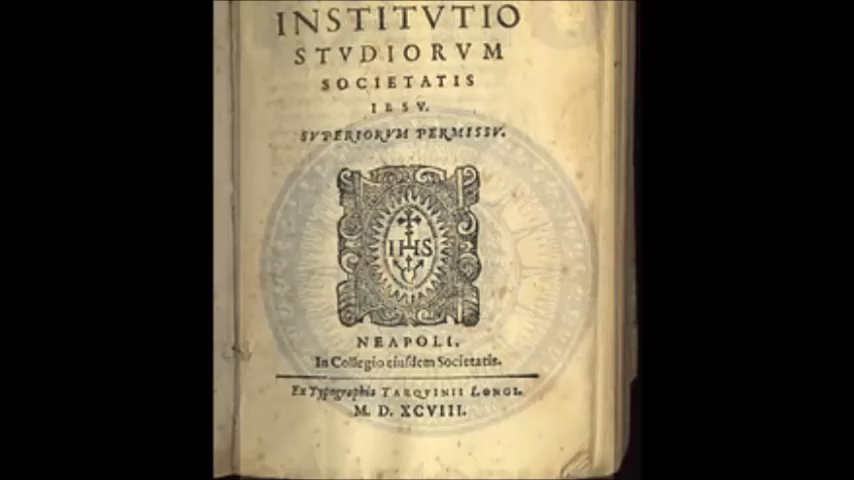 INSTITVTIO
STVDIORVM
SOCIETATIS
IESV.
SVPERIORVM PERMISSV.
IHS
NEAPOLI,
In Collegio eiuſdem Societatis.
Ex Typographia TARQVINII LONGI.
M. D. XCVIII.